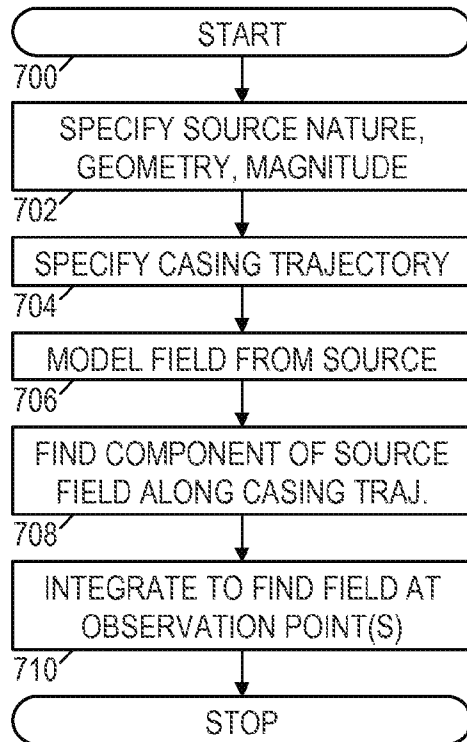 START
700
SPECIFY SOURCE NATURE,
GEOMETRY, MAGNITUDE
702
SPECIFY CASING TRAJECTORY
704
MODEL FIELD FROM SOURCE
706
FIND COMPONENT OF SOURCE
FIELD ALONG CASING TRAJ.
708
INTEGRATE TO FIND FIELD AT
OBSERVATION POINT(S)
710
STOP